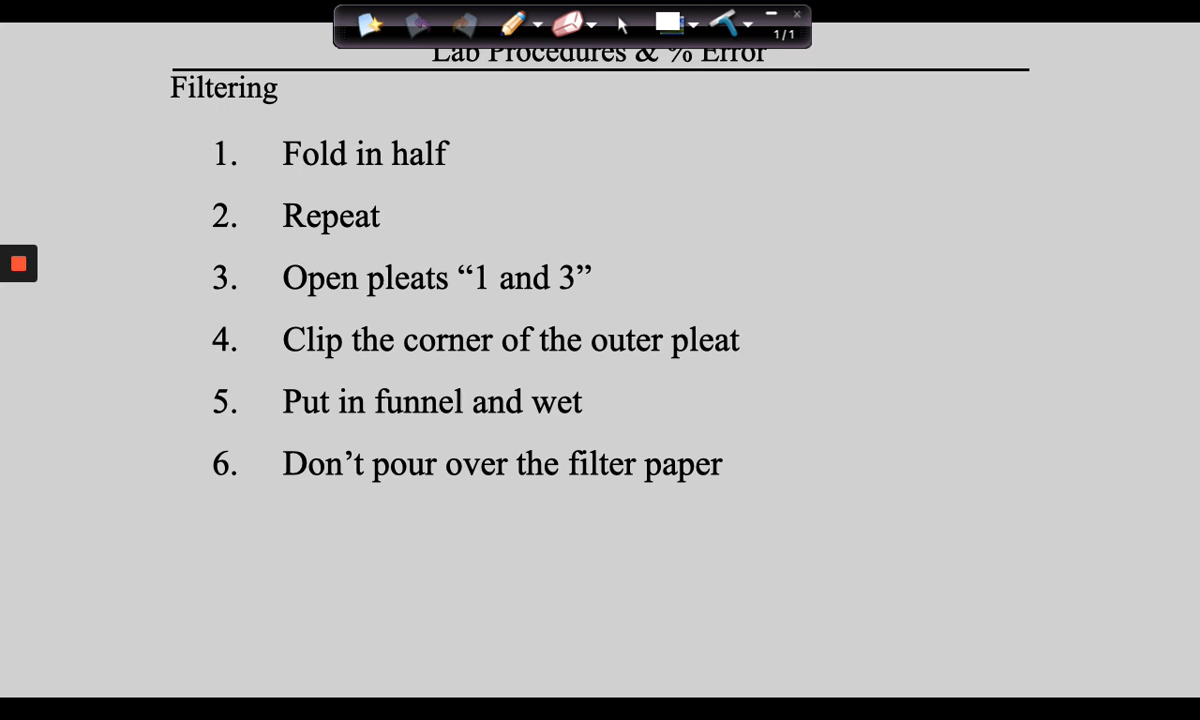 1/1
Lab Procedures & % Error
Filtering
1. Fold in half
2. Repeat
3. Open pleats “1 and 3”
4. Clip the corner of the outer pleat
5. Put in funnel and wet
6. Don’t pour over the filter paper